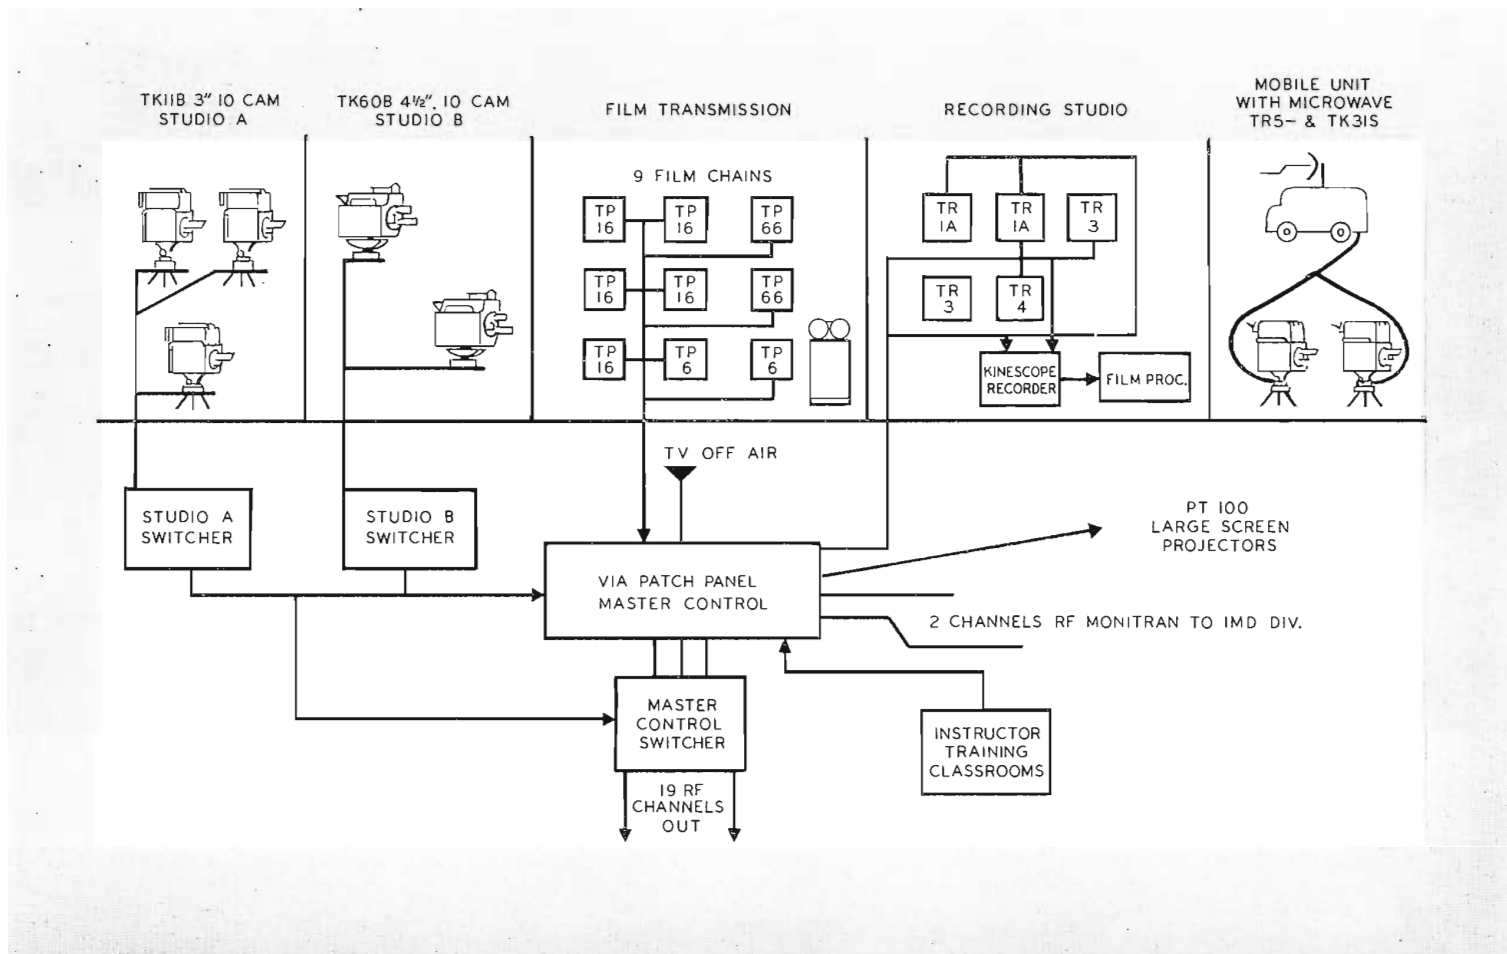 TK11B 3" IO CAM
STUDIO A
TK60B 4½", IO CAM
STUDIO B
FILM TRANSMISSION
RECORDING STUDIO
MOBILE UNIT
WITH MICROWAVE
TR5- & TK31S
9 FILM CHAINS
TP
16
TP
16
TP
66
TP
16
TP
16
TP
66
TP
16
TP
6
TP
6
TR
1A
TR
1A
TR
3
TR
3
TR
4
KINESCOPE
RECORDER
FILM PROC.
TV OFF AIR
STUDIO A
SWITCHER
STUDIO B
SWITCHER
VIA PATCH PANEL
MASTER CONTROL
PT 100
LARGE SCREEN
PROJECTORS
2 CHANNELS RF MONITRAN TO IMD DIV.
MASTER
CONTROL
SWITCHER
INSTRUCTOR
TRAINING
CLASSROOMS
19 RF
CHANNELS
OUT